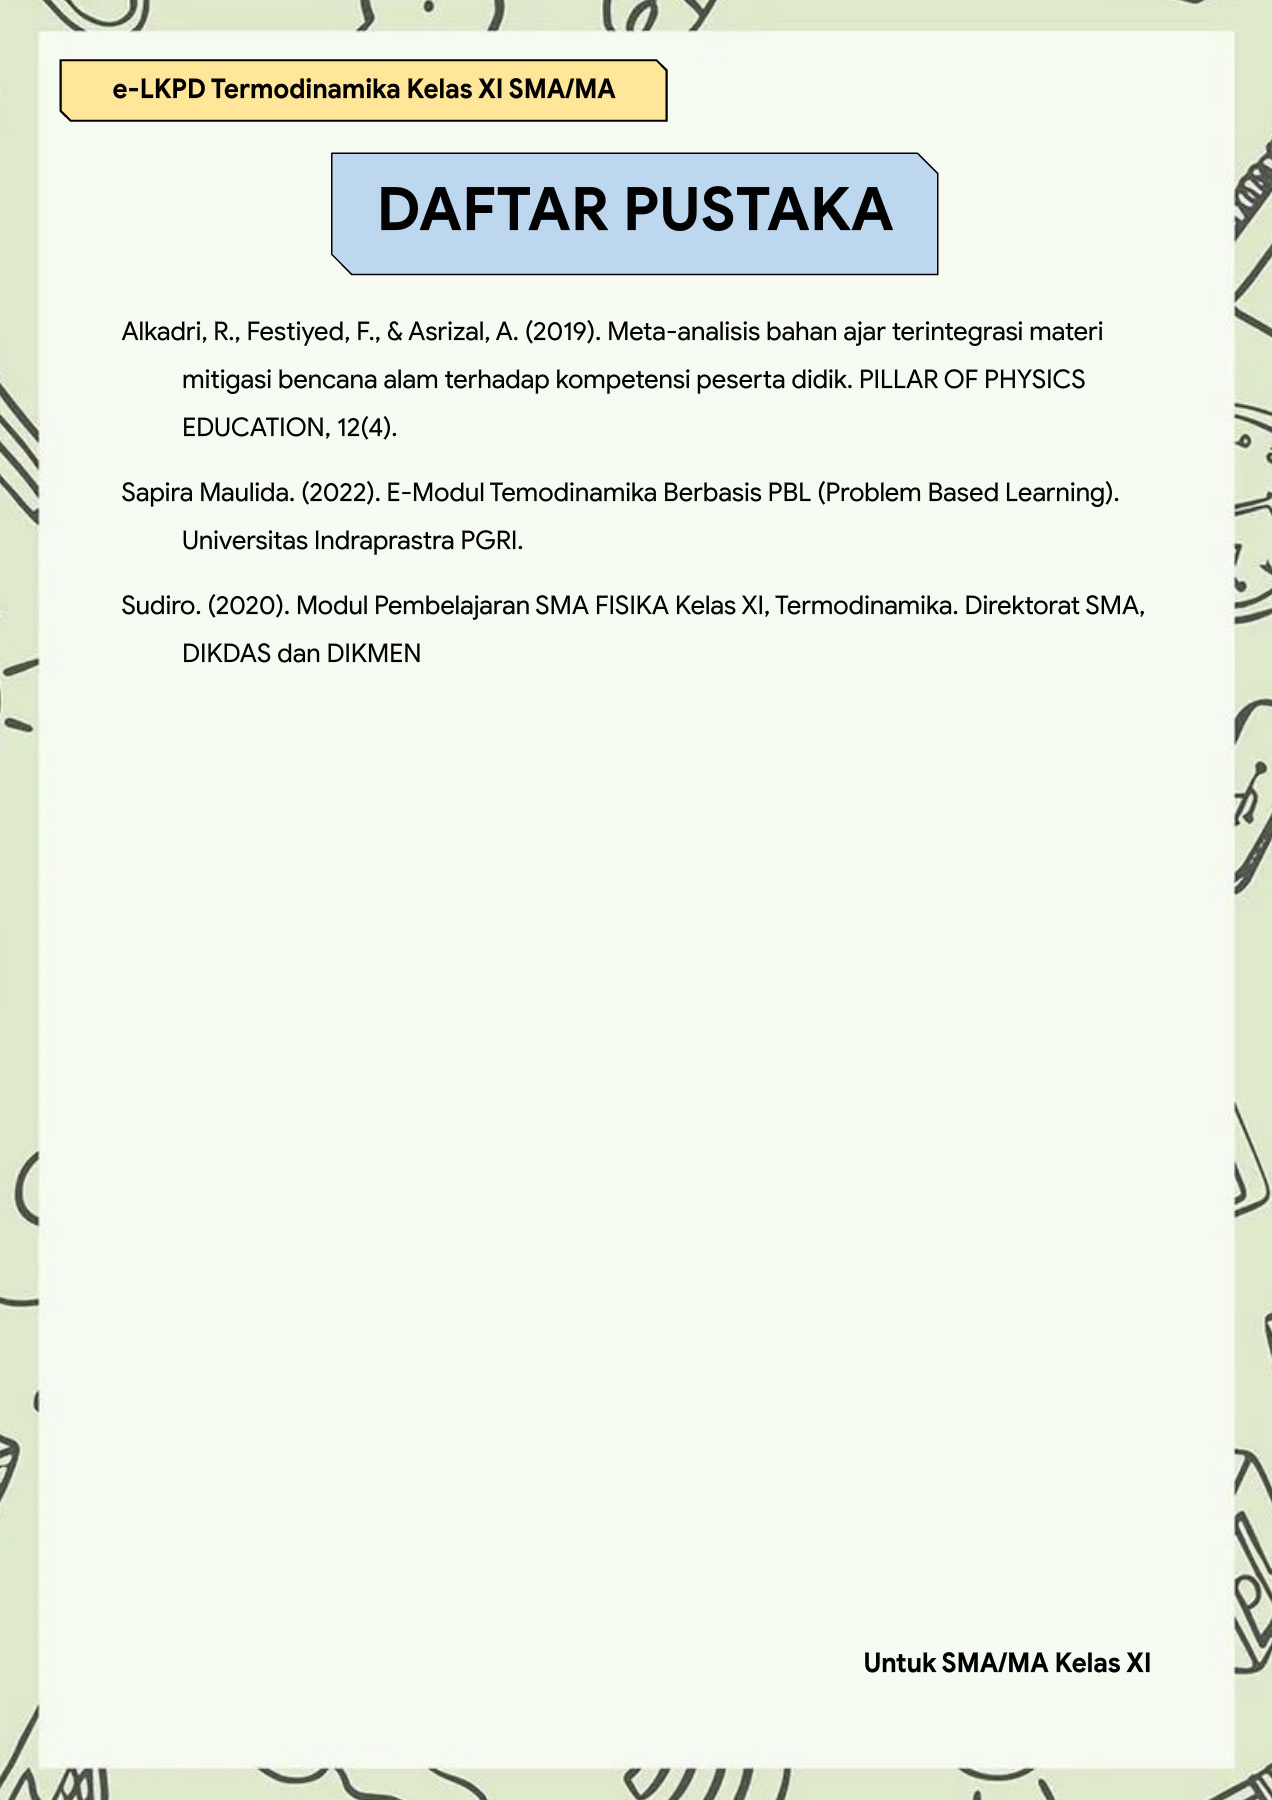 e-LKPD Termodinamika Kelas XI SMA/MA
DAFTAR PUSTAKA
Alkadri, R., Festiyed, F., & Asrizal, A. (2019). Meta-analisis bahan ajar terintegrasi materi
mitigasi bencana alam terhadap kompetensi peserta didik. PILLAR OF PHYSICS
EDUCATION, 12(4).
Sapira Maulida. (2022). E-Modul Temodinamika Berbasis PBL (Problem Based Learning).
Universitas Indraprastra PGRI.
Sudiro. (2020). Modul Pembelajaran SMA FISIKA Kelas XI, Termodinamika. Direktorat SMA,
DIKDAS dan DIKMEN
Untuk SMA/MA Kelas XI